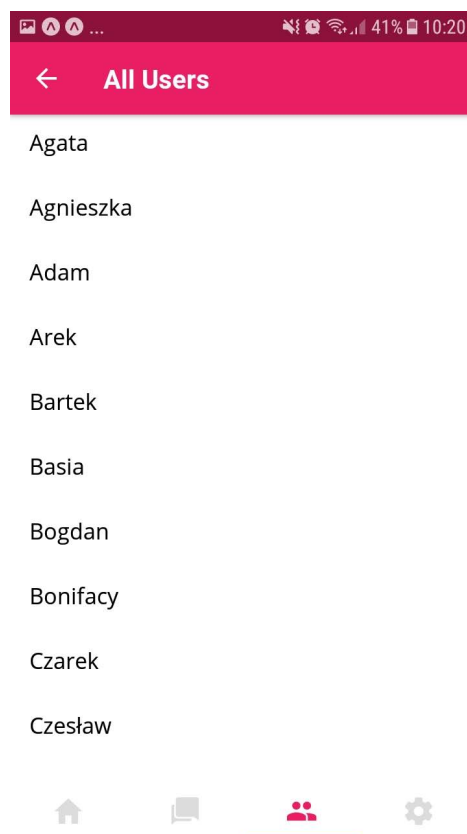 ... 41% 10:20
All Users
Agata
Agnieszka
Adam
Arek
Bartek
Basia
Bogdan
Bonifacy
Czarek
Czesław